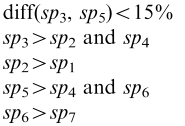 diff(sp₃, sp₅)<15%
sp₃>sp₂ and sp₄
sp₂>sp₁
sp₅>sp₄ and sp₆
sp₆>sp₇